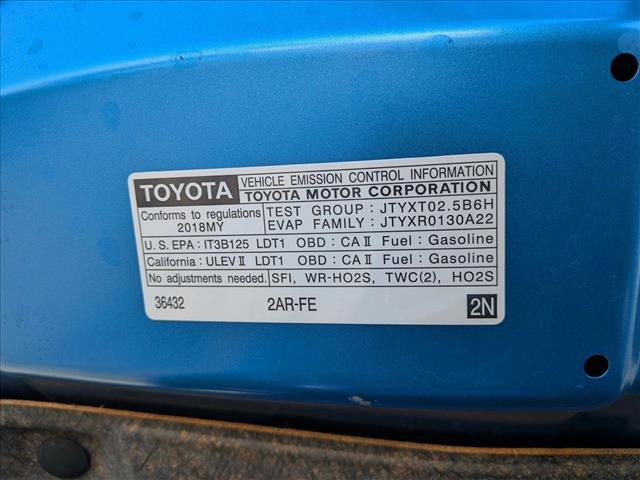 TOYOTA VEHICLE EMISSION CONTROL INFORMATION
TOYOTA MOTOR CORPORATION
Conforms to regulations TEST GROUP : JTYXT02.5B6H
2018MY EVAP FAMILY : JTYXR0130A22
U.S. EPA : IT3B125 LDT1 OBD : CA II Fuel : Gasoline
California : ULEV II LDT1 OBD : CA II Fuel : Gasoline
No adjustments needed. SFI, WR-HO2S, TWC(2), HO2S
36432 2AR-FE 2N